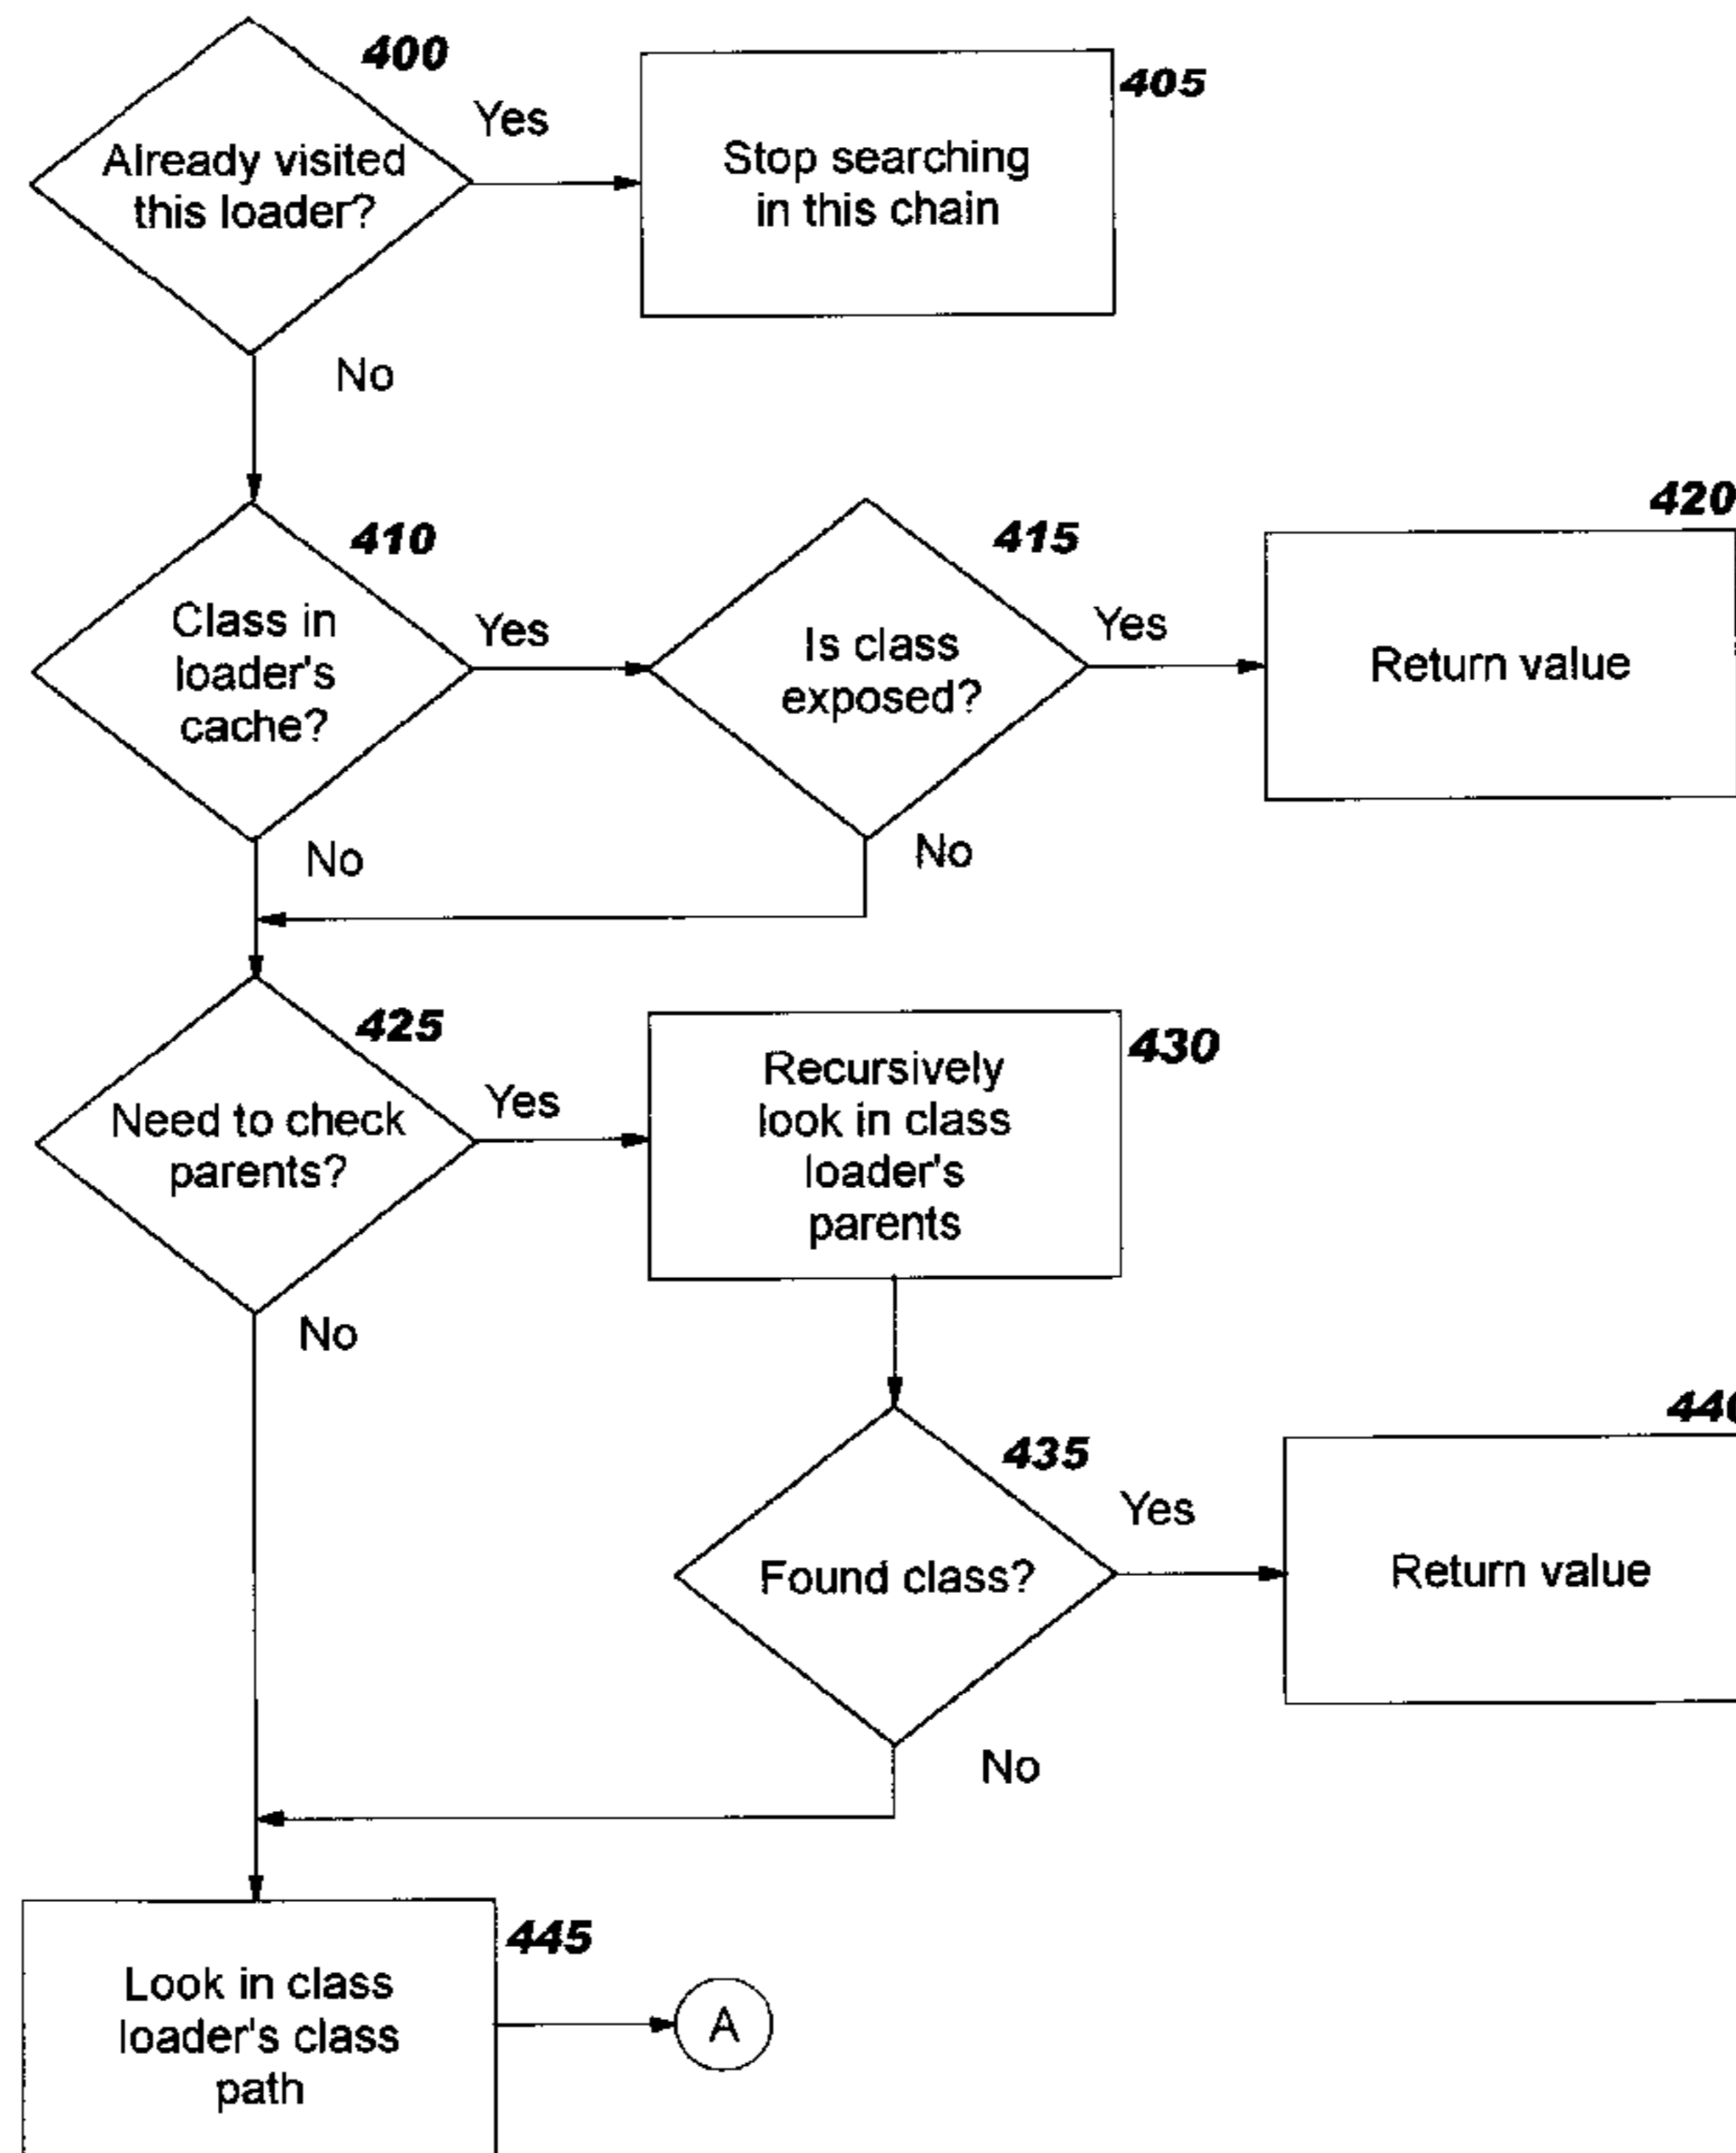 400
Already visited
this loader?
Yes
405
Stop searching
in this chain
No
410
Class in
loader's
cache?
Yes
415
Is class
exposed?
Yes
420
Return value
No
No
425
Need to check
parents?
Yes
430
Recursively
look in class
loader's
parents
No
435
Found class?
Yes
440
Return value
No
445
Look in class
loader's class
path
A